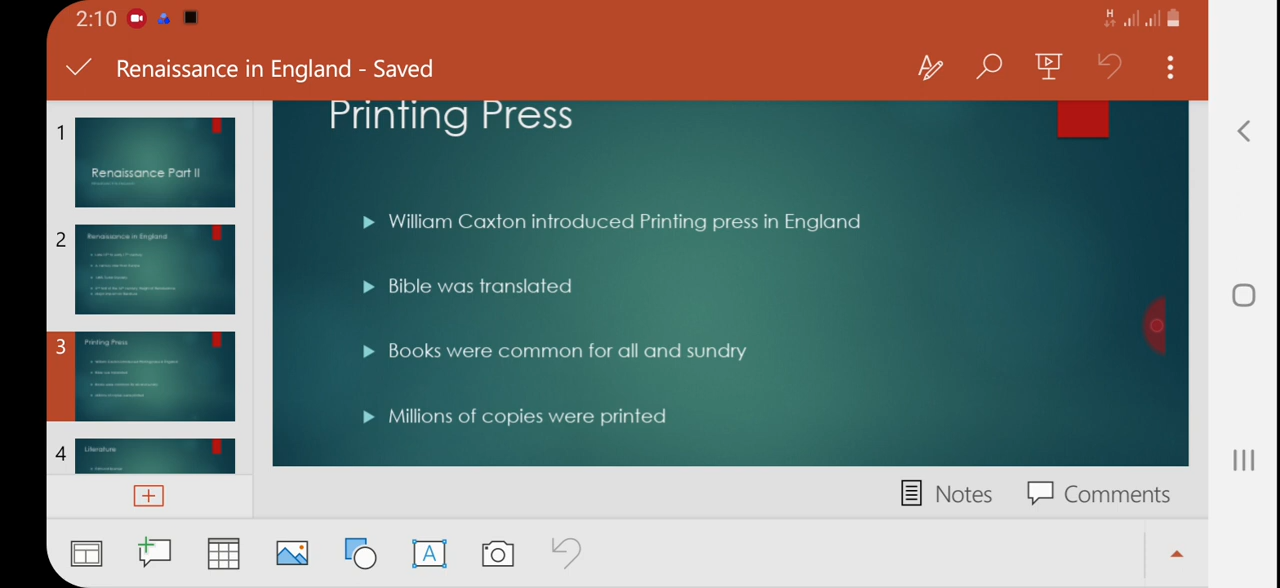 2:10
H
Renaissance in England - Saved
1
Renaissance Part II
2
Renaissance in England
3
Printing Press
4
Literature
Printing Press
William Caxton introduced Printing press in England
Bible was translated
Books were common for all and sundry
Millions of copies were printed
Notes
Comments
A